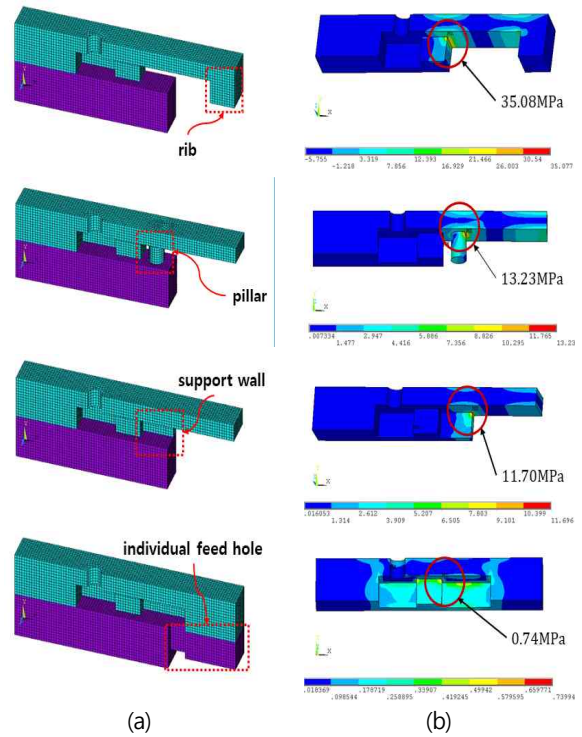 35.08MPa
rib
-5.755 3.319 12.393 21.466 30.54
-1.218 7.856 16.929 26.003 35.077
13.23MPa
pillar
.007334 2.947 5.886 8.826 11.765
1.477 4.416 7.356 10.295 13.23
support wall
11.70MPa
.016053 2.612 5.207 7.803 10.399
1.314 3.909 6.505 9.101 11.696
individual feed hole
0.74MPa
.018369 .178719 .33907 .49942 .659771
.098544 .258895 .419245 .579595 .73994
(a) (b)